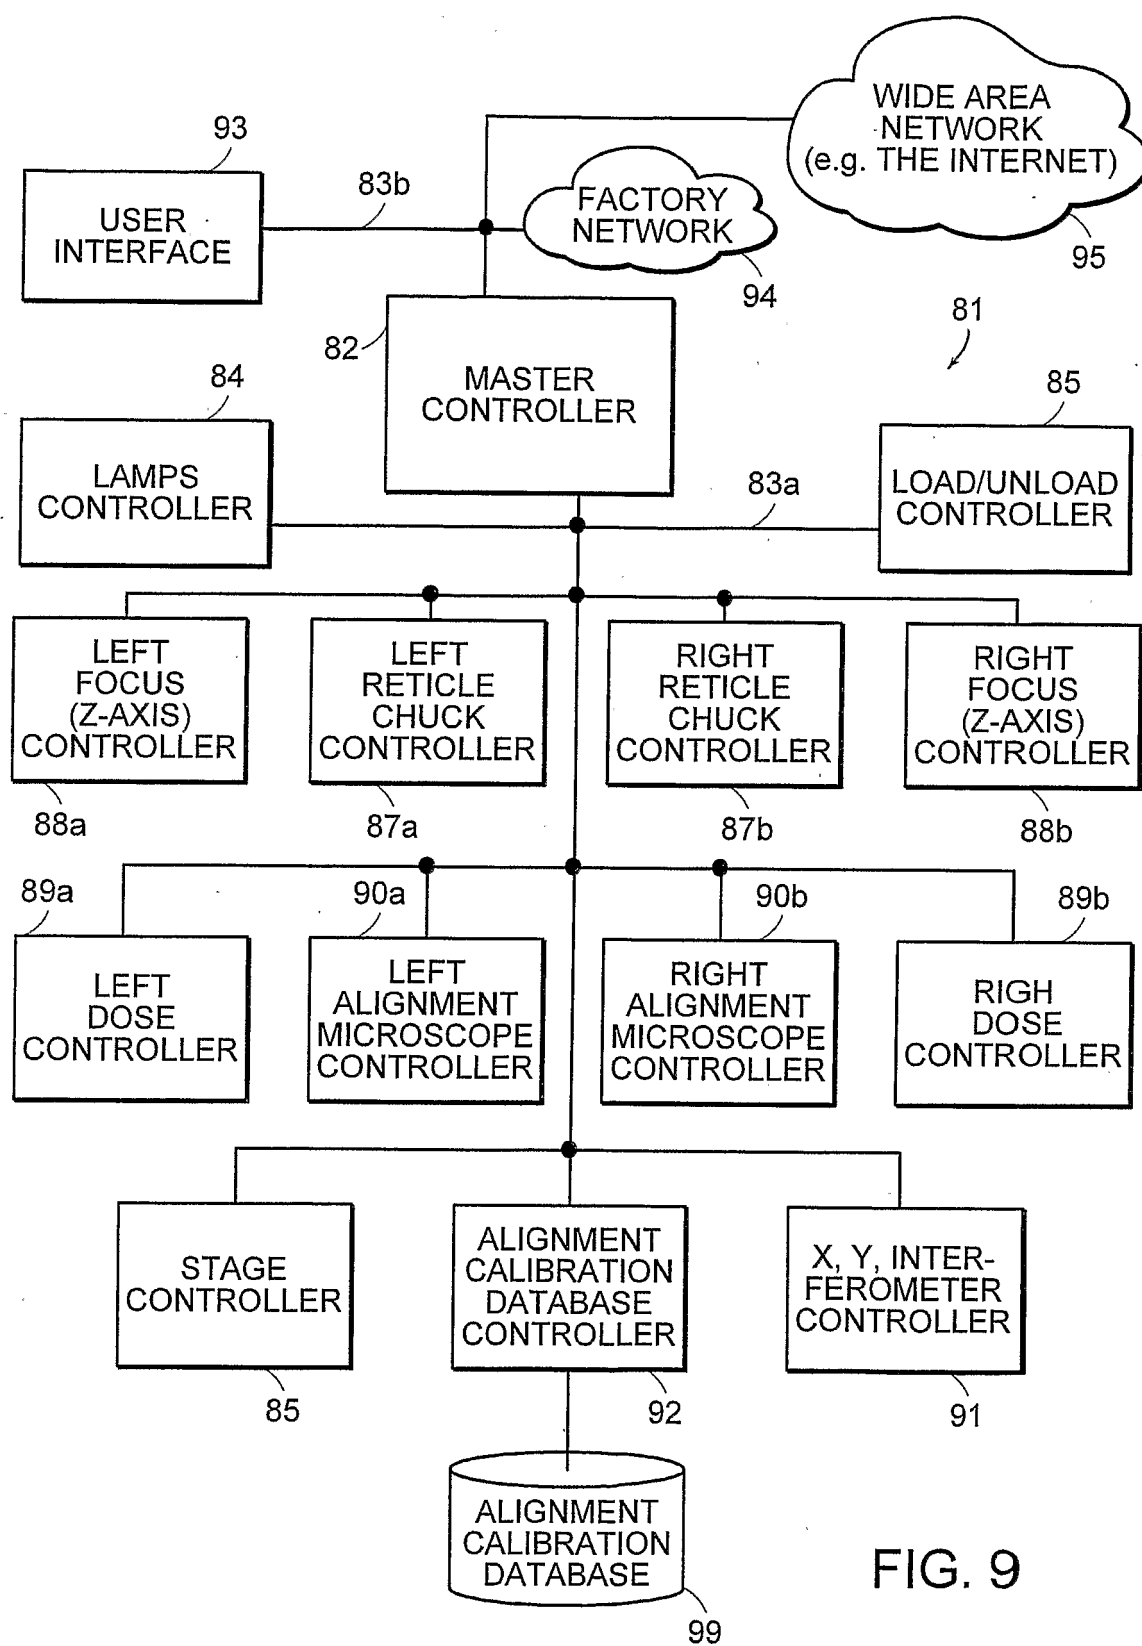 WIDE AREA
NETWORK
(e.g. THE INTERNET)
95
93
USER
INTERFACE
83b
FACTORY
NETWORK
94
81
82
MASTER
CONTROLLER
84
LAMPS
CONTROLLER
85
LOAD/UNLOAD
CONTROLLER
83a
LEFT
FOCUS
(Z-AXIS)
CONTROLLER
88a
LEFT
RETICLE
CHUCK
CONTROLLER
87a
RIGHT
RETICLE
CHUCK
CONTROLLER
87b
RIGHT
FOCUS
(Z-AXIS)
CONTROLLER
88b
89a
LEFT
DOSE
CONTROLLER
90a
LEFT
ALIGNMENT
MICROSCOPE
CONTROLLER
90b
RIGHT
ALIGNMENT
MICROSCOPE
CONTROLLER
89b
RIGH
DOSE
CONTROLLER
STAGE
CONTROLLER
85
ALIGNMENT
CALIBRATION
DATABASE
CONTROLLER
92
X, Y, INTER-
FEROMETER
CONTROLLER
91
ALIGNMENT
CALIBRATION
DATABASE
99
FIG. 9